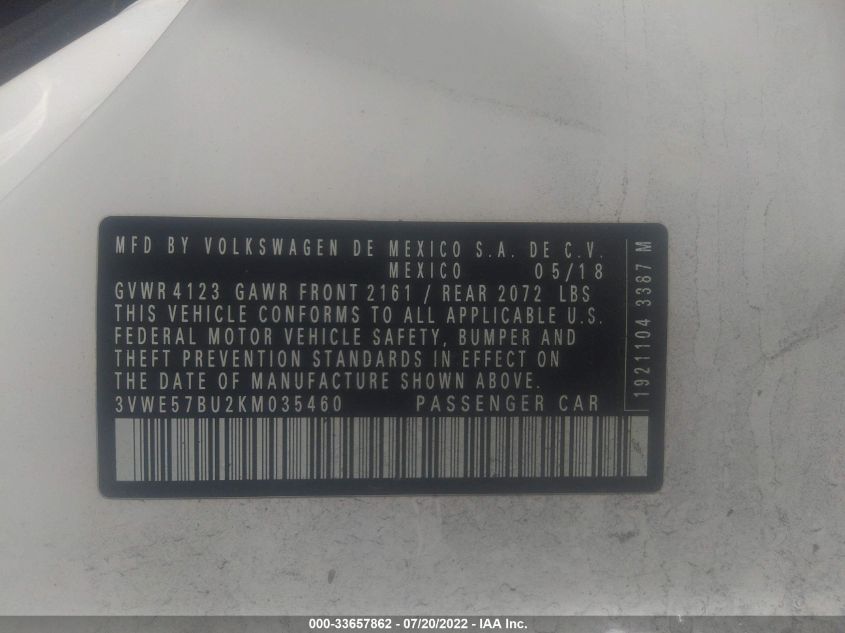 MFD BY VOLKSWAGEN DE MEXICO S.A. DE C.V.
MEXICO 05/18
GVWR 4123 GAWR FRONT 2161 / REAR 2072 LBS
THIS VEHICLE CONFORMS TO ALL APPLICABLE U.S.
FEDERAL MOTOR VEHICLE SAFETY, BUMPER AND
THEFT PREVENTION STANDARDS IN EFFECT ON
THE DATE OF MANUFACTURE SHOWN ABOVE.
3VWE57BU2KM035460 PASSENGER CAR
1921104 3387 M
000-33657862 - 07/20/2022 - IAA Inc.